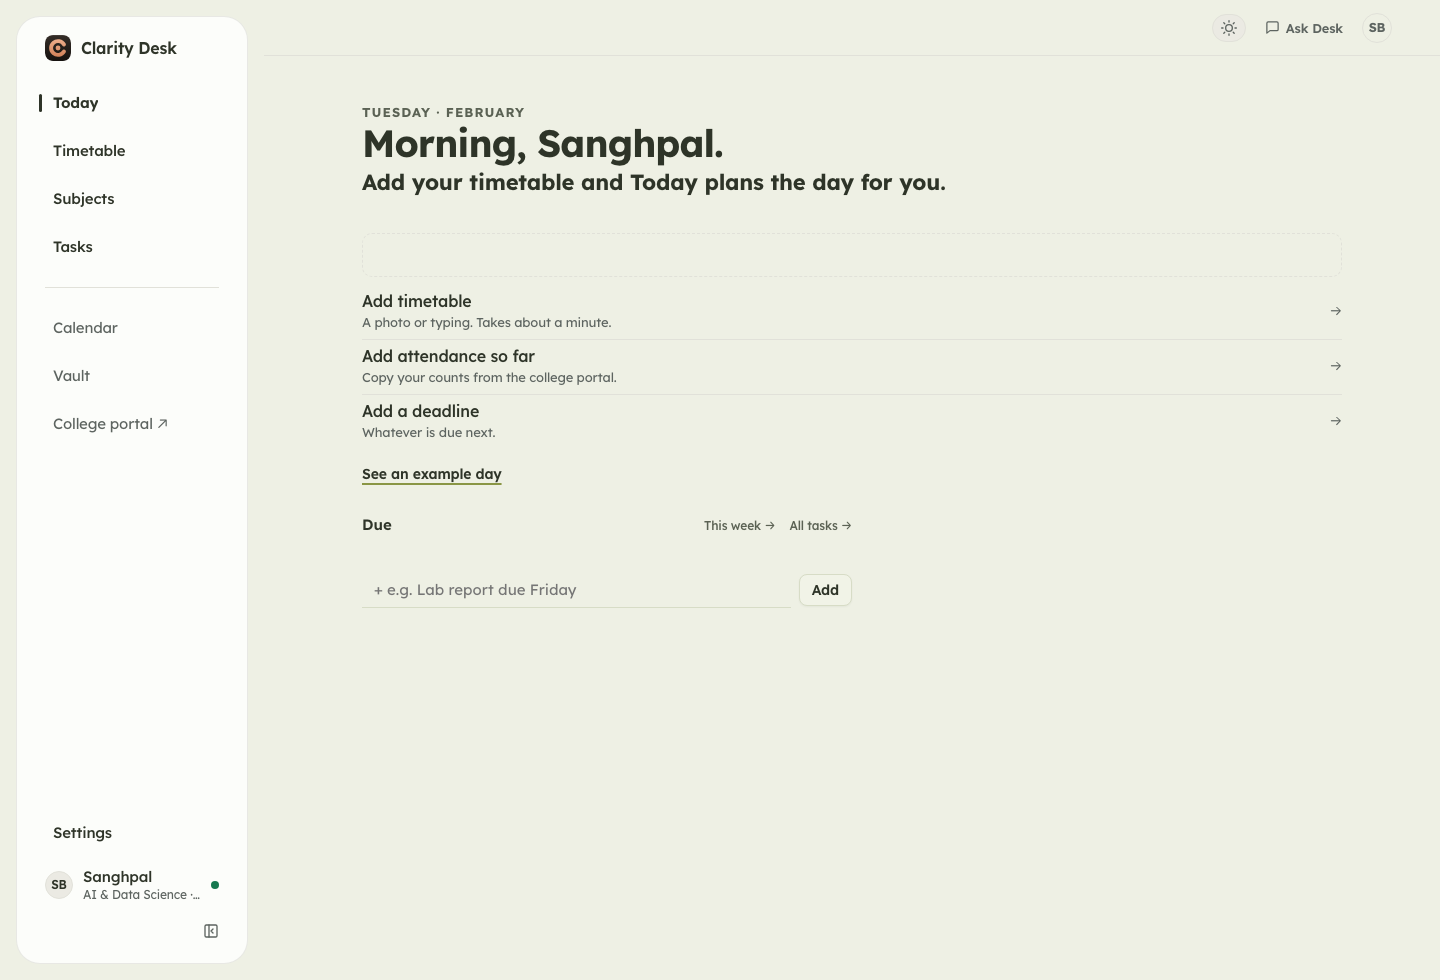 Clarity Desk
Today
Timetable
Subjects
Tasks
Calendar
Vault
College portal ↗
Settings
SB
Sanghpal
AI & Data Science ·…
Ask Desk
SB
TUESDAY · FEBRUARY
Morning, Sanghpal.
Add your timetable and Today plans the day for you.
Add timetable
A photo or typing. Takes about a minute.
→
Add attendance so far
Copy your counts from the college portal.
→
Add a deadline
Whatever is due next.
→
See an example day
Due
This week →
All tasks →
+ e.g. Lab report due Friday
Add